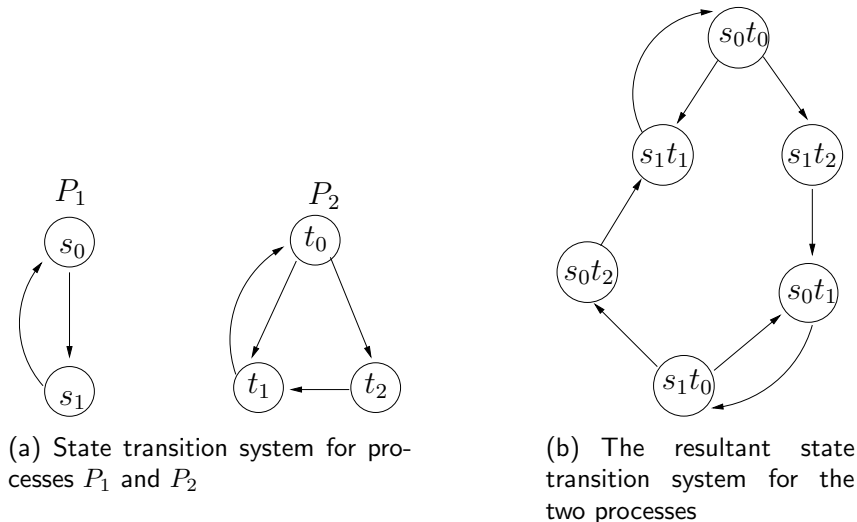 s₀t₀
s₁t₁
s₁t₂
P₁
P₂
s₀
t₀
s₀t₂
s₀t₁
s₁
t₁
t₂
s₁t₀
(a) State transition system for pro-
cesses P₁ and P₂
(b) The resultant state
transition system for the
two processes